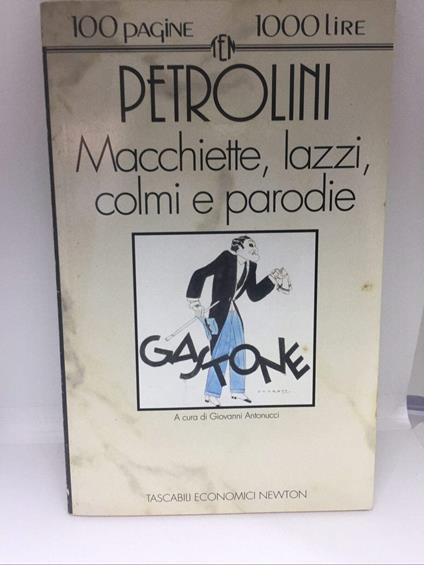 100 PAGINE 1000 LIRE
TEN
PETROLINI
Macchiette, lazzi,
colmi e parodie
GASTONE
A cura di Giovanni Antonucci
TASCABILI ECONOMICI NEWTON